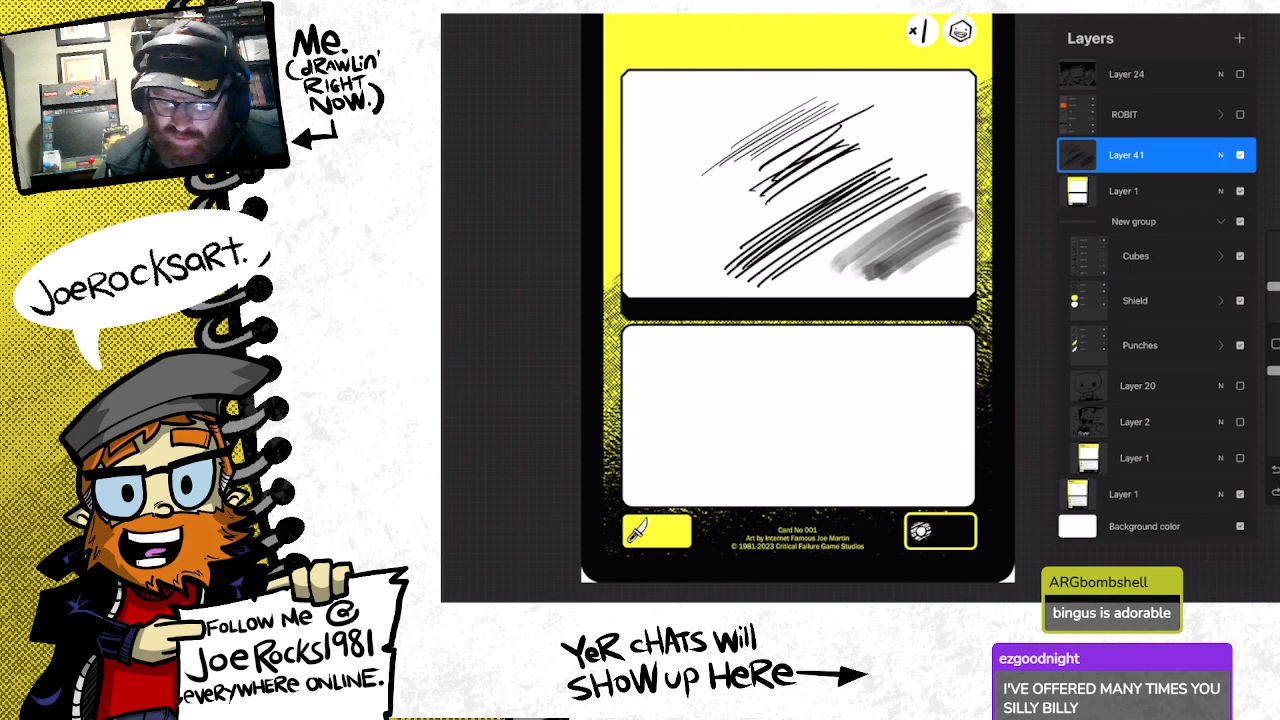 Me.
(dRAwLin'
RiGHT
NOW.)
JoeRocksart.
Follow Me @
JoeRocks1981
everywhere online.
x1
Card No 001
Art by Internet Famous Joe Martin
© 1981-2023 Critical Failure Game Studios
Layers +
Layer 24 N
ROBIT
Layer 41 N
Layer 1 N
New group
Cubes
Shield
Punches
Layer 20 N
Layer 2 N
Layer 1 N
Layer 1 N
Background color
YeR cHATs Will
SHOW up HeRe
ARGbombshell
bingus is adorable
ezgoodnight
I'VE OFFERED MANY TIMES YOU
SILLY BILLY